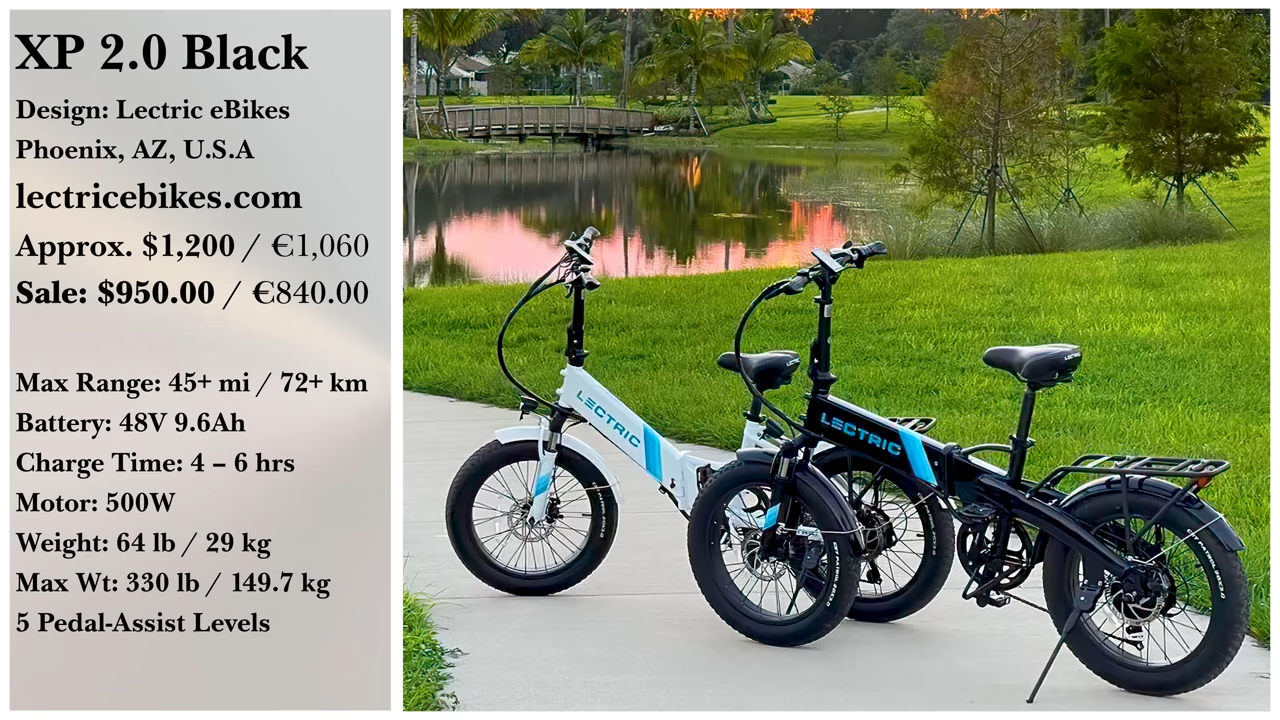 XP 2.0 Black
Design: Lectric eBikes
Phoenix, AZ, U.S.A
lectricebikes.com
Approx. $1,200 / €1,060
Sale: $950.00 / €840.00
Max Range: 45+ mi / 72+ km
Battery: 48V 9.6Ah
Charge Time: 4 – 6 hrs
Motor: 500W
Weight: 64 lb / 29 kg
Max Wt: 330 lb / 149.7 kg
5 Pedal-Assist Levels
LECTRIC
LECTRIC
LECTRIC